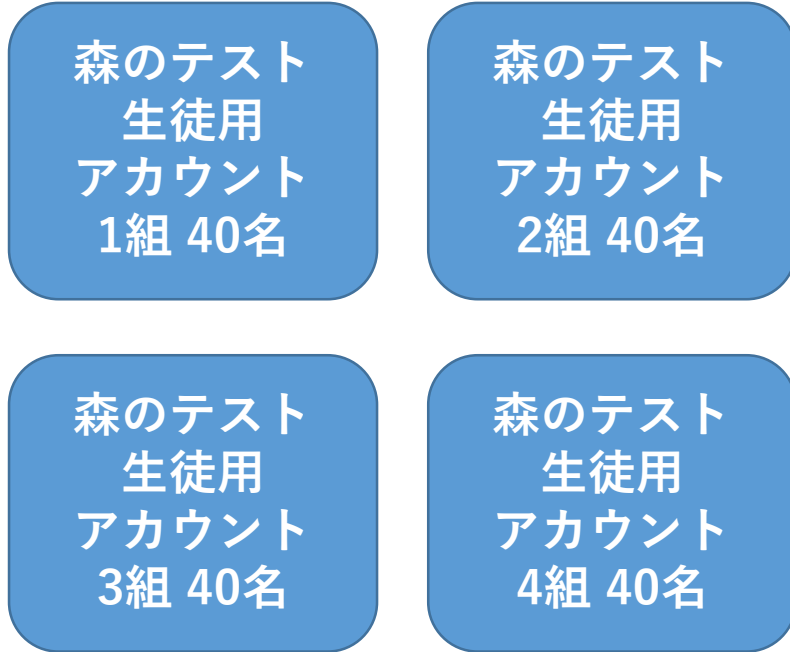 森のテスト
生徒用
アカウント
1組 40名
森のテスト
生徒用
アカウント
2組 40名
森のテスト
生徒用
アカウント
3組 40名
森のテスト
生徒用
アカウント
4組 40名